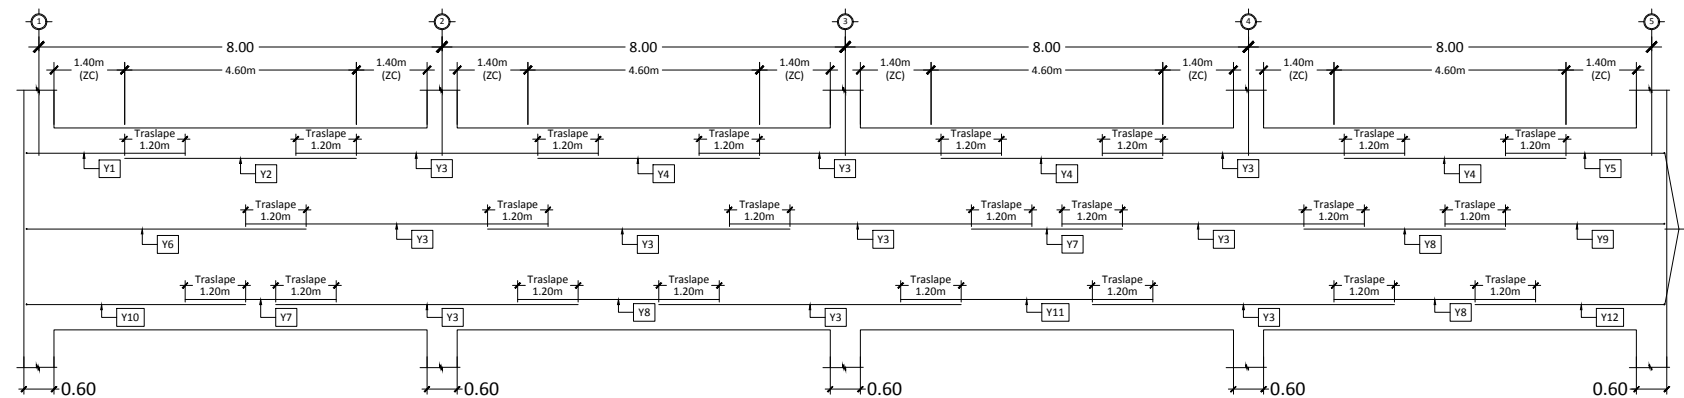 1 2 3 4 5
8.00 8.00 8.00 8.00
1.40m 4.60m 1.40m 1.40m 4.60m 1.40m 1.40m 4.60m 1.40m 1.40m 4.60m 1.40m
(ZC) (ZC) (ZC) (ZC) (ZC) (ZC) (ZC) (ZC)
Traslape Traslape Traslape Traslape Traslape Traslape Traslape Traslape
1.20m 1.20m 1.20m 1.20m 1.20m 1.20m 1.20m 1.20m
Y1 Y2 Y3 Y4 Y3 Y4 Y3 Y4 Y5
Traslape Traslape Traslape Traslape Traslape Traslape Traslape
1.20m 1.20m 1.20m 1.20m 1.20m 1.20m 1.20m
Y6 Y3 Y3 Y3 Y7 Y3 Y8 Y9
Traslape Traslape Traslape Traslape Traslape Traslape Traslape Traslape
1.20m 1.20m 1.20m 1.20m 1.20m 1.20m 1.20m 1.20m
Y10 Y7 Y3 Y8 Y3 Y11 Y3 Y8 Y12
0.60 0.60 0.60 0.60 0.60